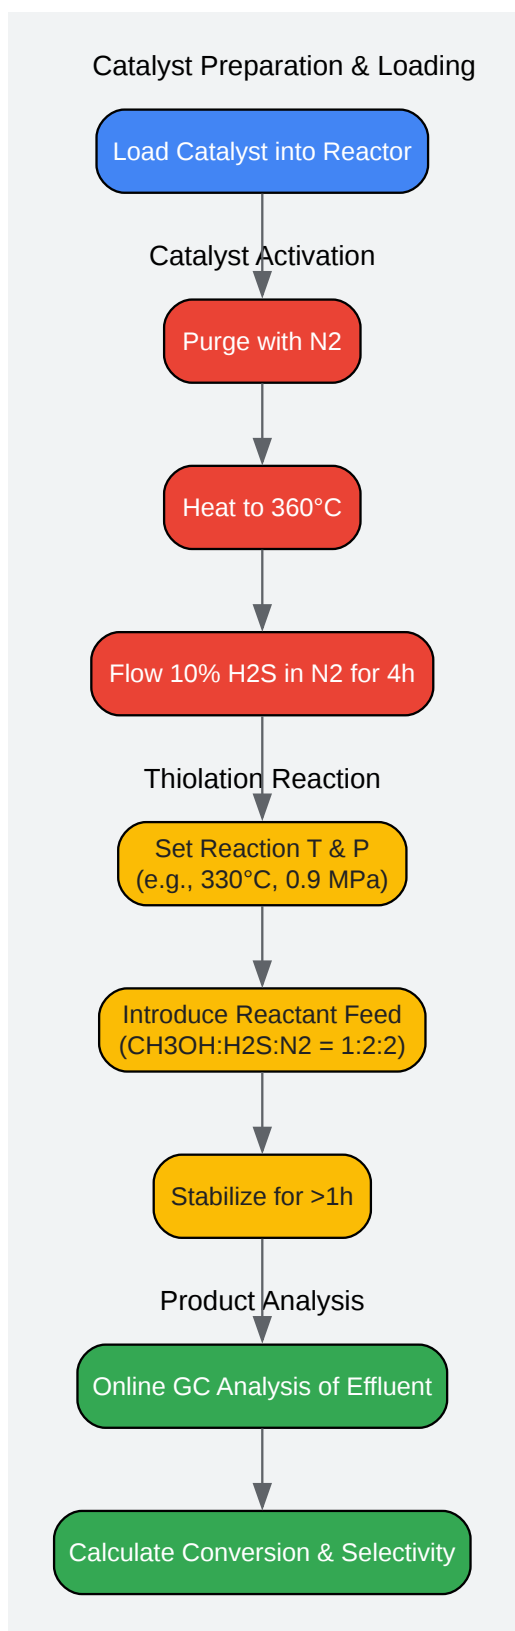 Catalyst Preparation & Loading
Load Catalyst into Reactor
Catalyst Activation
Purge with N2
Heat to 360°C
Flow 10% H2S in N2 for 4h
Thiolation Reaction
Set Reaction T & P
(e.g., 330°C, 0.9 MPa)
Introduce Reactant Feed
(CH3OH:H2S:N2 = 1:2:2)
Stabilize for >1h
Product Analysis
Online GC Analysis of Effluent
Calculate Conversion & Selectivity